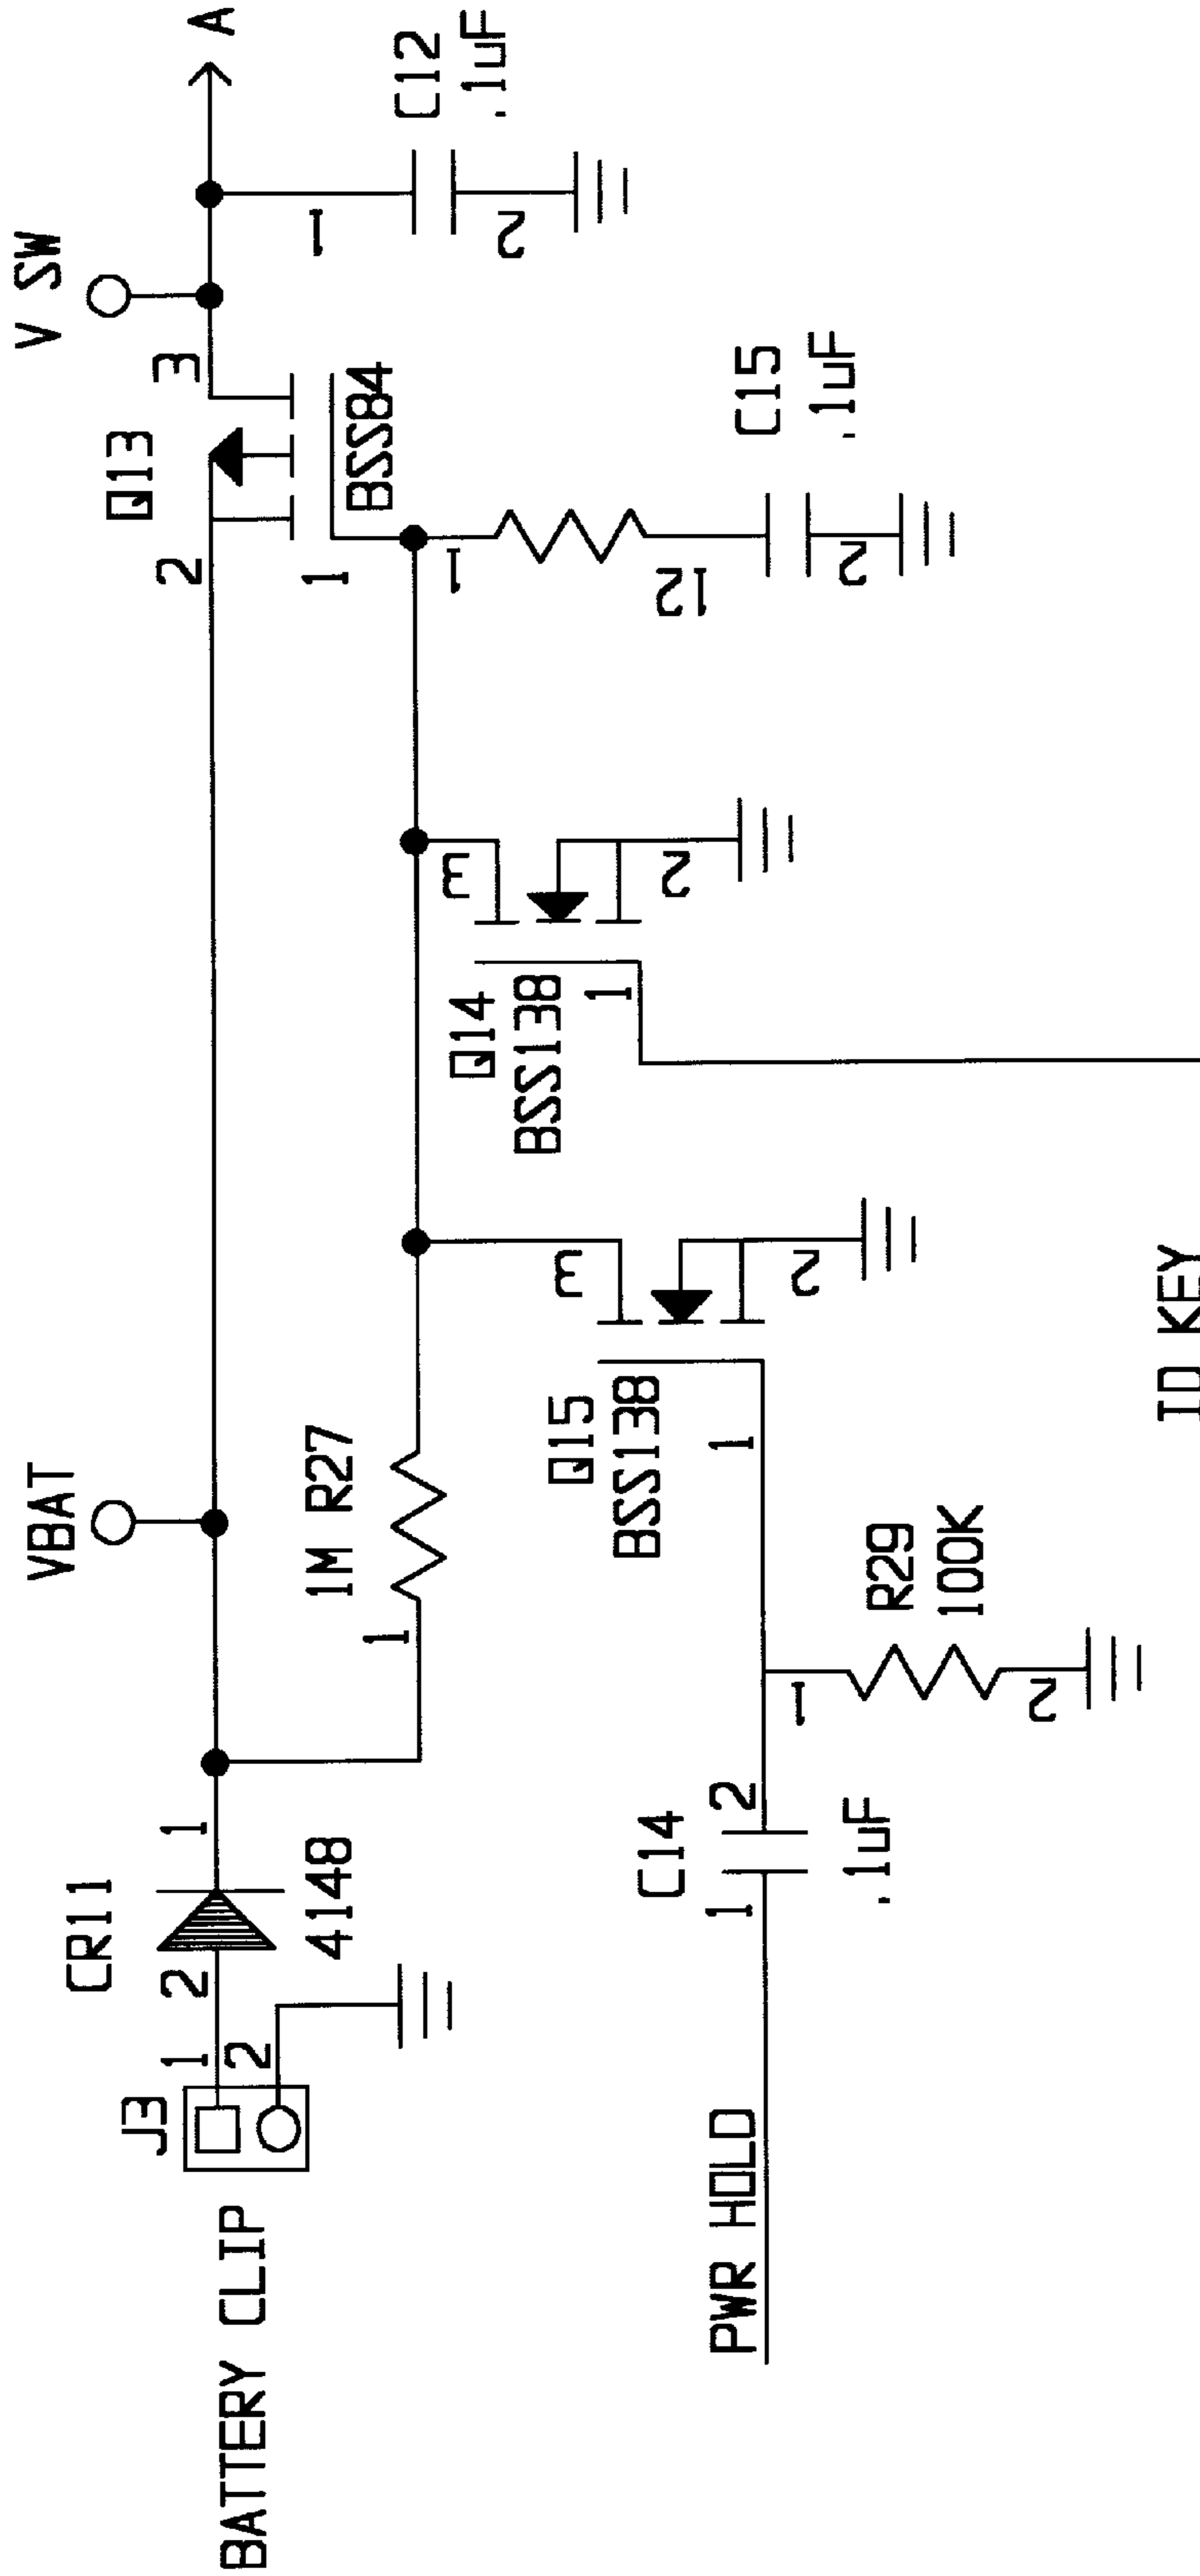 BATTERY CLIP
J3
1
2
CR11
2
1
4148
VBAT
1M R27
1
Q13
2
3
1
BSS84
V SW
A
1
2
C12
.1uF
1
12
2
C15
.1uF
3
2
1
Q14
BSS138
3
2
1
Q15
BSS138
PWR HOLD
C14
1
2
.1uF
1
2
R29
100K
ID KEY